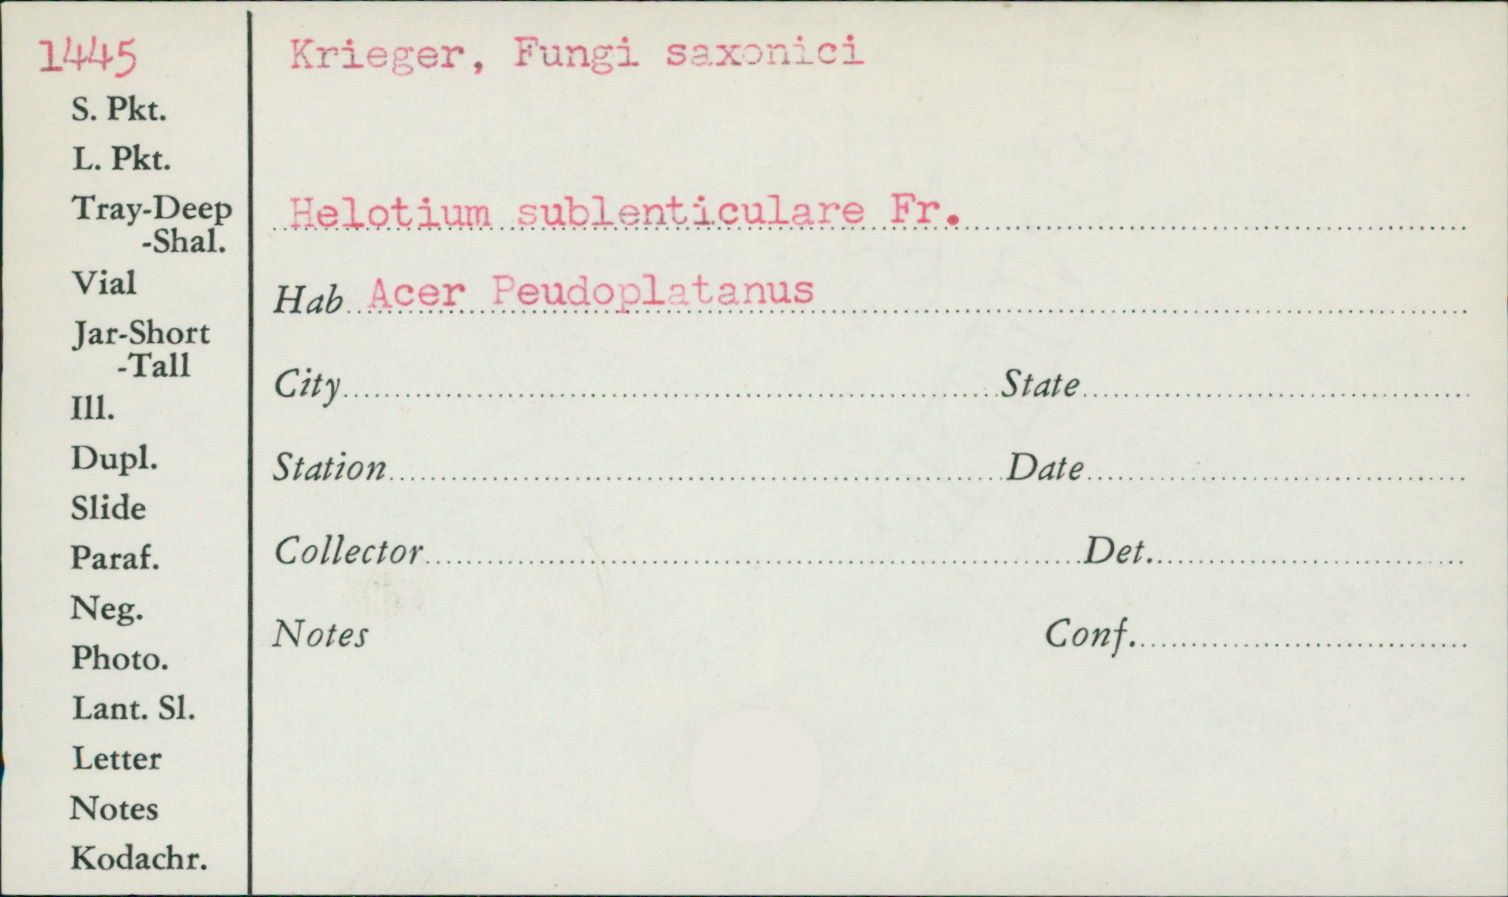 1445
Krieger, Fungi saxonici
S. Pkt.
L. Pkt.
Tray-Deep
-Shal.
Vial
Jar-Short
-Tall
Ill.
Dupl.
Slide
Paraf.
Neg.
Photo.
Lant. Sl.
Letter
Notes
Kodachr.
Helotium sublenticulare Fr.
Hab Acer Peudoplatanus
City State
Station Date
Collector Det.
Notes Conf.